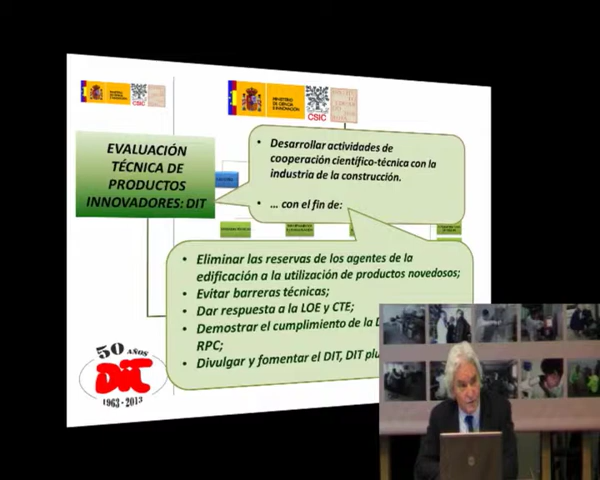 CSIC
MINISTERIO
DE CIENCIA
E INNOVACIÓN
CSIC
EVALUACIÓN
TÉCNICA DE
PRODUCTOS
INNOVADORES: DIT
• Desarrollar actividades de
cooperación científico-técnica con la
industria de la construcción.
• ... con el fin de:
• Eliminar las reservas de los agentes de la
edificación a la utilización de productos novedosos;
• Evitar barreras técnicas;
• Dar respuesta a la LOE y CTE;
• Demostrar el cumplimiento de la
RPC;
• Divulgar y fomentar el DIT, DIT plu
50 AÑOS
DIT
1963 - 2013